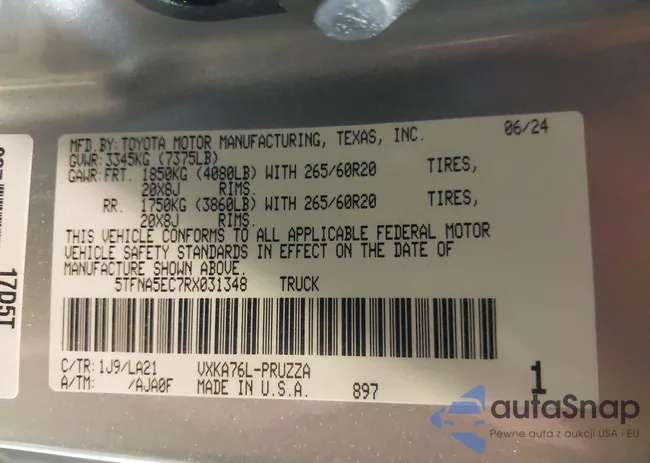 MFD.BY: TOYOTA MOTOR MANUFACTURING, TEXAS, INC. 06/24
GVWR: 3345KG (7375LB)
GAWR: FRT. 1850KG (4080LB) WITH 265/60R20 TIRES,
20X8J RIMS.
RR. 1750KG (3860LB) WITH 265/60R20 TIRES,
20X8J RIMS.
THIS VEHICLE CONFORMS TO ALL APPLICABLE FEDERAL MOTOR
VEHICLE SAFETY STANDARDS IN EFFECT ON THE DATE OF
MANUFACTURE SHOWN ABOVE.
5TFNA5EC7RX031348 TRUCK
C/TR: 1J9/LA21 VXKA76L-PRUZZA
A/TM: /AJA0F MADE IN U.S.A. 897 1
17D5T
autaSnap
Pewne auta z aukcji USA - EU